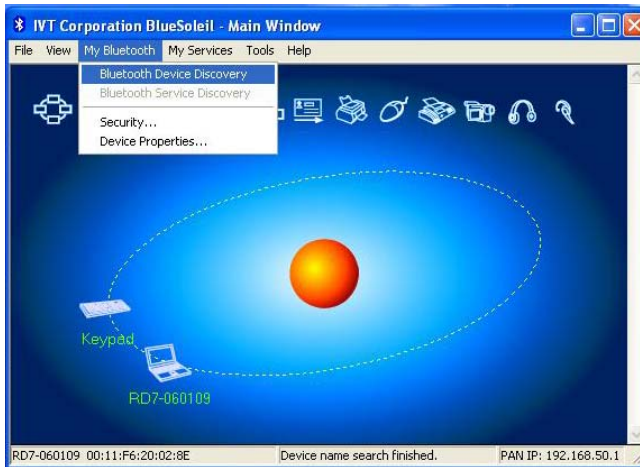 IVT Corporation BlueSoleil - Main Window
File View My Bluetooth My Services Tools Help
Bluetooth Device Discovery
Bluetooth Service Discovery
Security...
Device Properties...
Keypad
RD7-060109
RD7-060109 00:11:F6:20:02:8E Device name search finished. PAN IP: 192.168.50.1